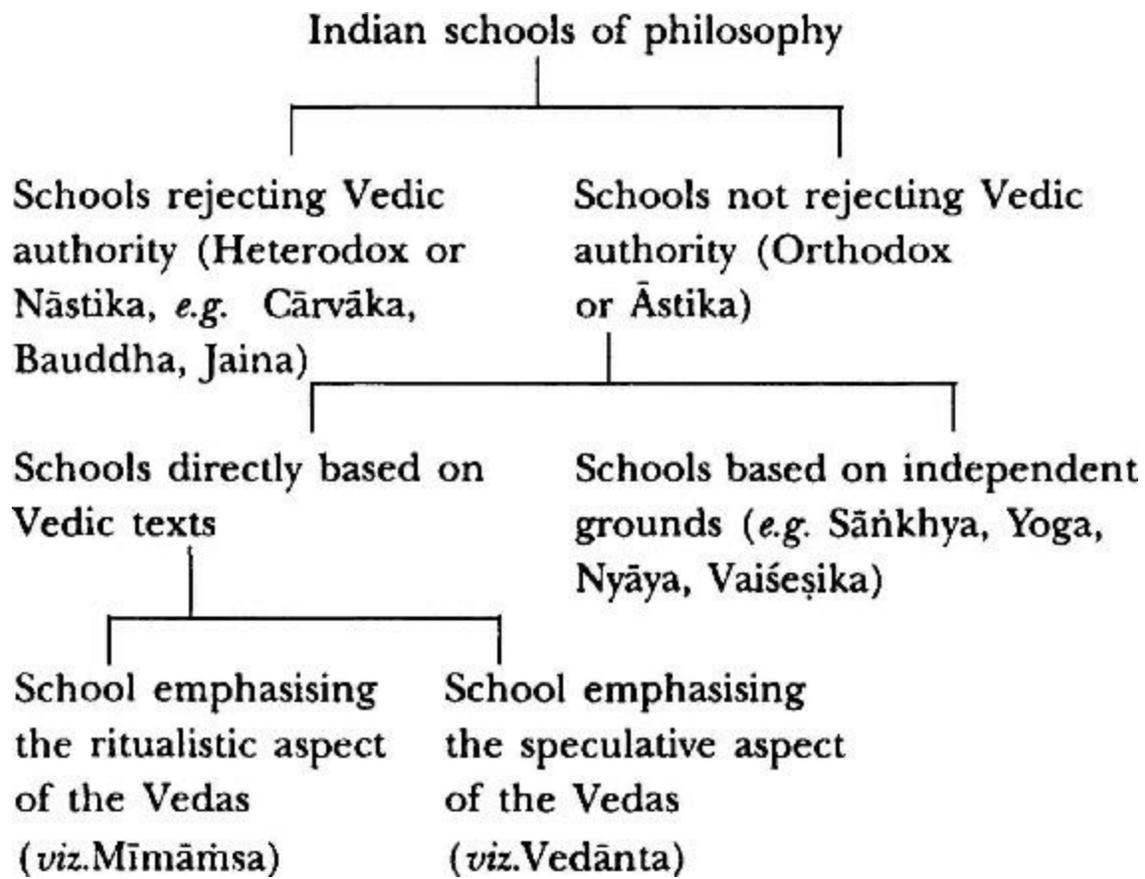 Indian schools of philosophy
Schools rejecting Vedic
authority (Heterodox or
Nāstika, e.g. Cārvāka,
Bauddha, Jaina)
Schools not rejecting Vedic
authority (Orthodox
or Āstika)
Schools directly based on
Vedic texts
Schools based on independent
grounds (e.g. Sāṅkhya, Yoga,
Nyāya, Vaiśeṣika)
School emphasising
the ritualistic aspect
of the Vedas
(viz.Mīmāṁsa)
School emphasising
the speculative aspect
of the Vedas
(viz.Vedānta)